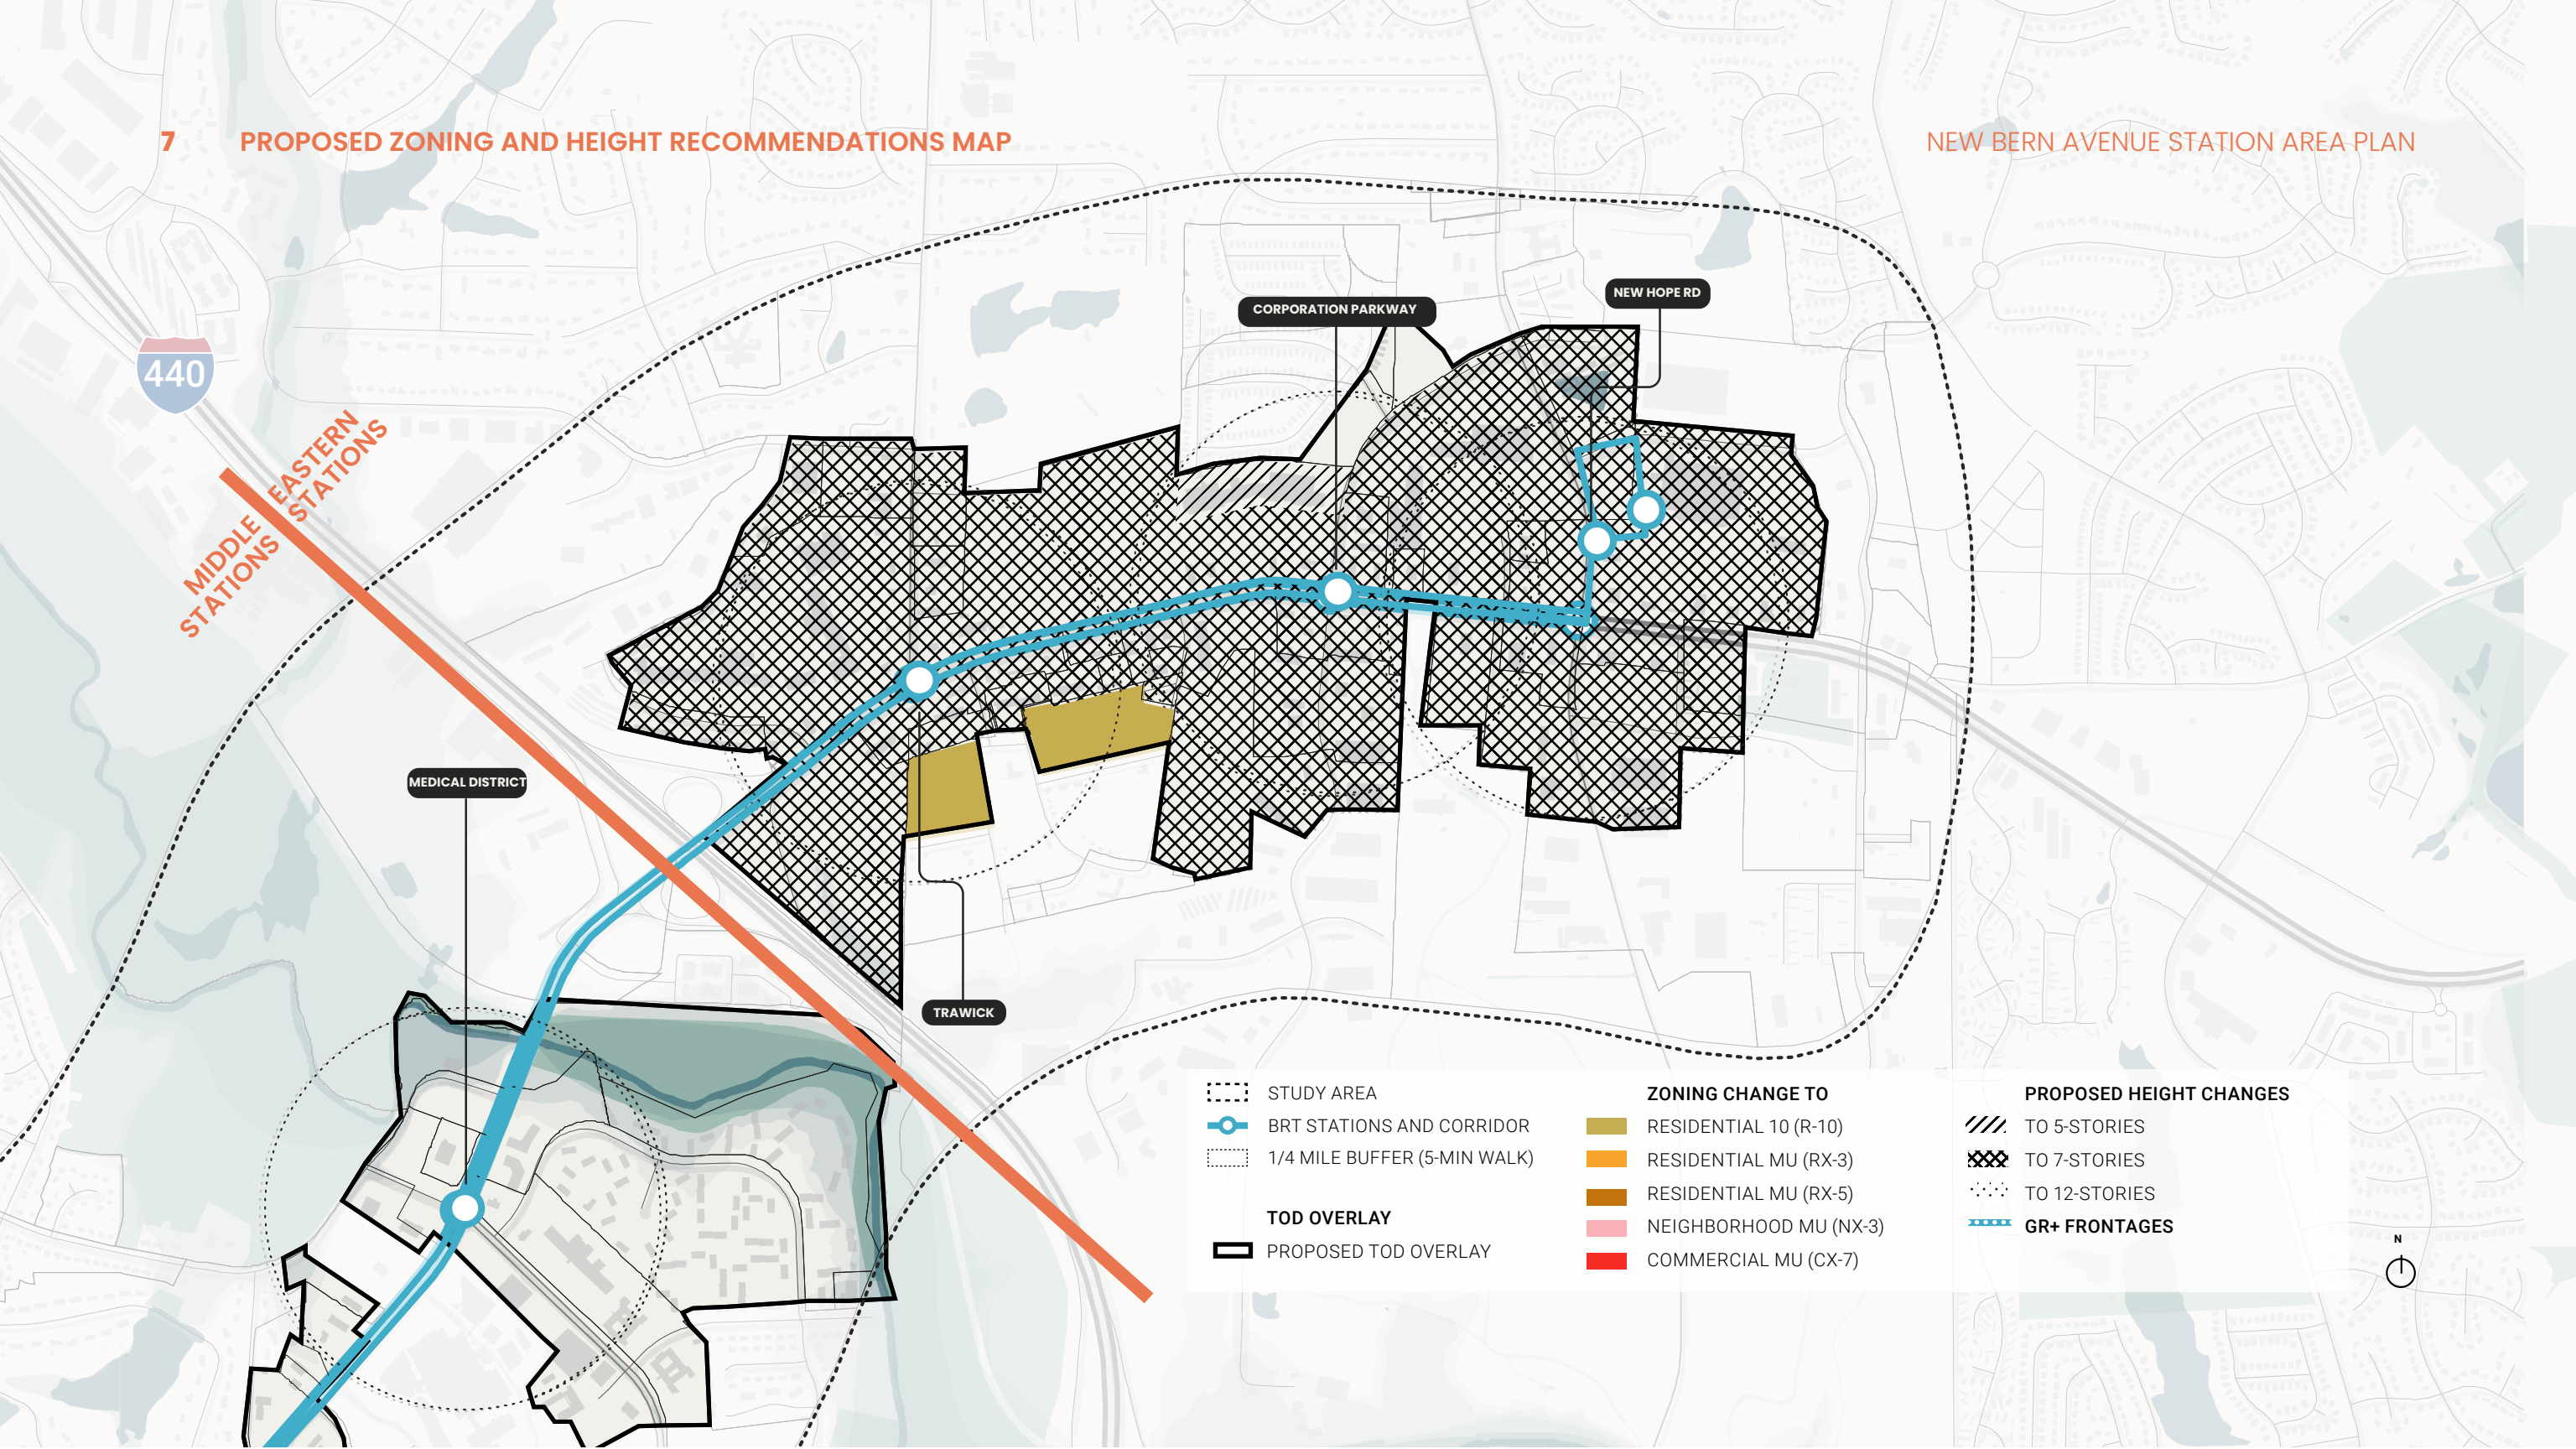 7 PROPOSED ZONING AND HEIGHT RECOMMENDATIONS MAP
NEW BERN AVENUE STATION AREA PLAN
NEW HOPE RD
CORPORATION PARKWAY
440
EASTERN
STATIONS
MIDDLE
STATIONS
MEDICAL DISTRICT
TRAWICK
STUDY AREA
BRT STATIONS AND CORRIDOR
1/4 MILE BUFFER (5-MIN WALK)
TOD OVERLAY
PROPOSED TOD OVERLAY
ZONING CHANGE TO
RESIDENTIAL 10 (R-10)
RESIDENTIAL MU (RX-3)
RESIDENTIAL MU (RX-5)
NEIGHBORHOOD MU (NX-3)
COMMERCIAL MU (CX-7)
PROPOSED HEIGHT CHANGES
TO 5-STORIES
TO 7-STORIES
TO 12-STORIES
GR+ FRONTAGES
N